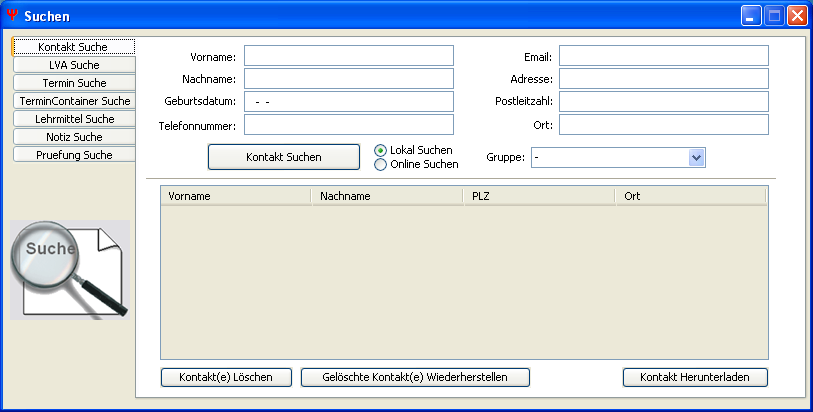 Suchen
Kontakt Suche
LVA Suche
Termin Suche
TerminContainer Suche
Lehrmittel Suche
Notiz Suche
Pruefung Suche
Suche
Vorname:
Email:
Nachname:
Adresse:
Geburtsdatum: - -
Postleitzahl:
Telefonnummer:
Ort:
Kontakt Suchen
Lokal Suchen
Online Suchen
Gruppe: -
Vorname Nachname PLZ Ort
Kontakt(e) Löschen
Gelöschte Kontakt(e) Wiederherstellen
Kontakt Herunterladen